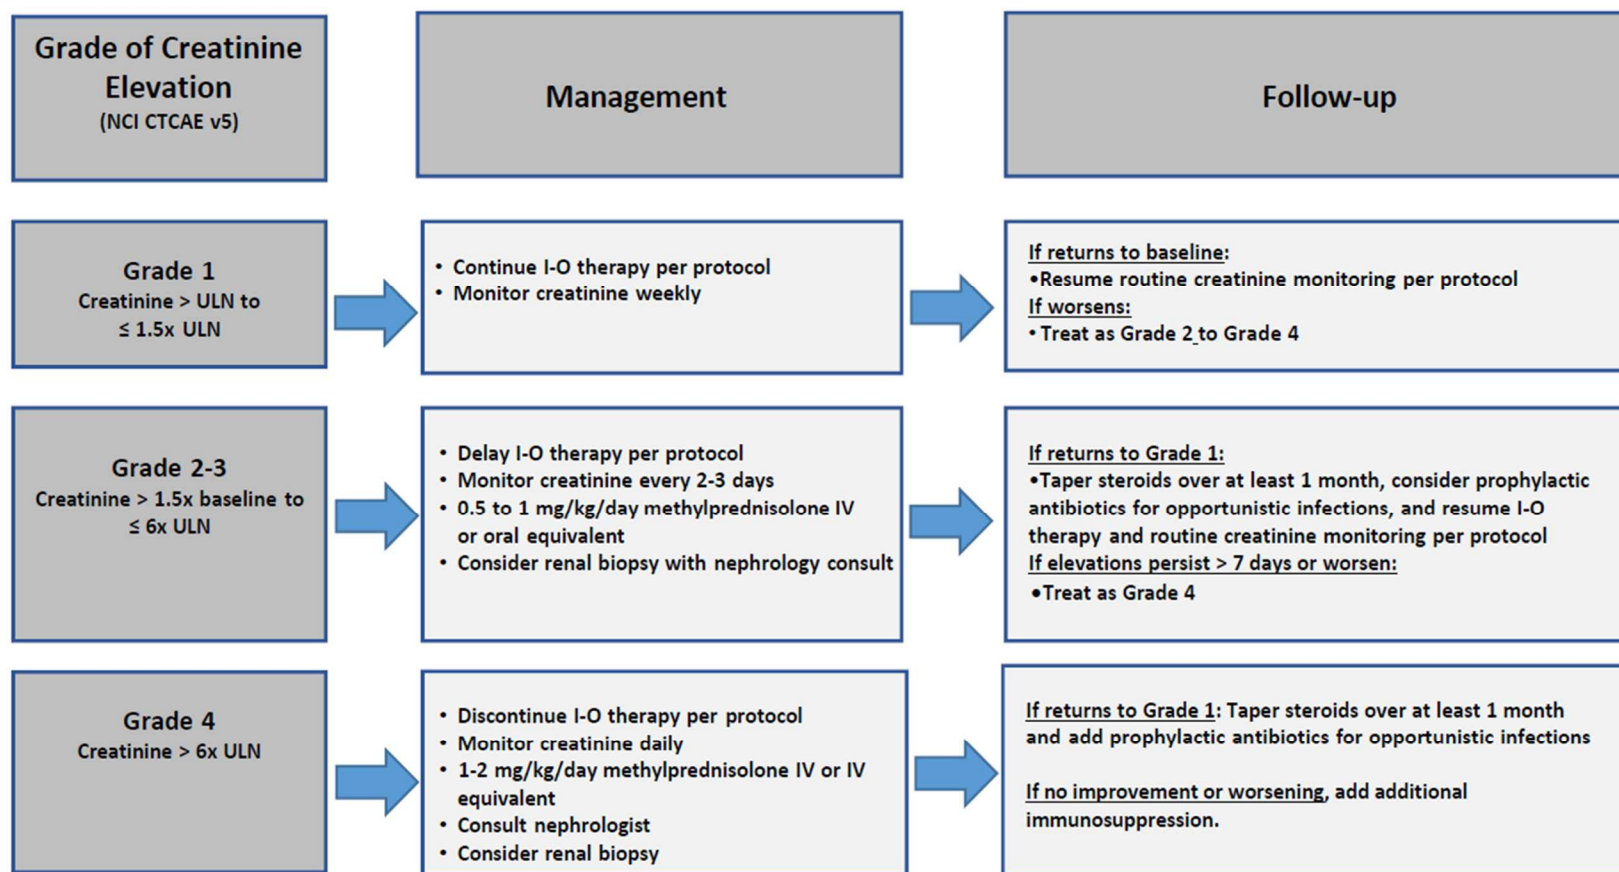 Grade of Creatinine
Elevation
(NCI CTCAE v5)
Management
Follow-up
Grade 1
Creatinine > ULN to
≤ 1.5x ULN
• Continue I-O therapy per protocol
• Monitor creatinine weekly
If returns to baseline:
•Resume routine creatinine monitoring per protocol
If worsens:
• Treat as Grade 2 to Grade 4
Grade 2-3
Creatinine > 1.5x baseline to
≤ 6x ULN
• Delay I-O therapy per protocol
• Monitor creatinine every 2-3 days
• 0.5 to 1 mg/kg/day methylprednisolone IV
or oral equivalent
• Consider renal biopsy with nephrology consult
If returns to Grade 1:
•Taper steroids over at least 1 month, consider prophylactic
antibiotics for opportunistic infections, and resume I-O
therapy and routine creatinine monitoring per protocol
If elevations persist > 7 days or worsen:
•Treat as Grade 4
Grade 4
Creatinine > 6x ULN
• Discontinue I-O therapy per protocol
• Monitor creatinine daily
• 1-2 mg/kg/day methylprednisolone IV or IV
equivalent
• Consult nephrologist
• Consider renal biopsy
If returns to Grade 1: Taper steroids over at least 1 month
and add prophylactic antibiotics for opportunistic infections
If no improvement or worsening, add additional
immunosuppression.